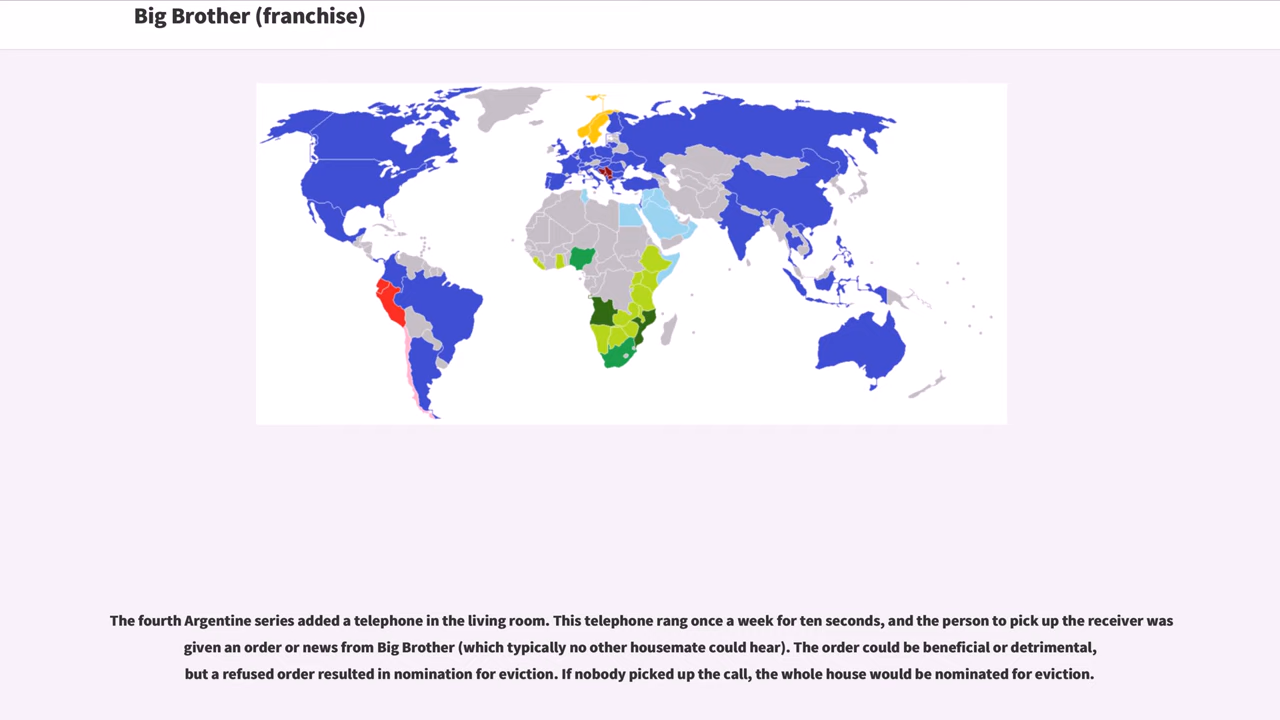 Big Brother (franchise)
The fourth Argentine series added a telephone in the living room. This telephone rang once a week for ten seconds, and the person to pick up the receiver was
given an order or news from Big Brother (which typically no other housemate could hear). The order could be beneficial or detrimental,
but a refused order resulted in nomination for eviction. If nobody picked up the call, the whole house would be nominated for eviction.